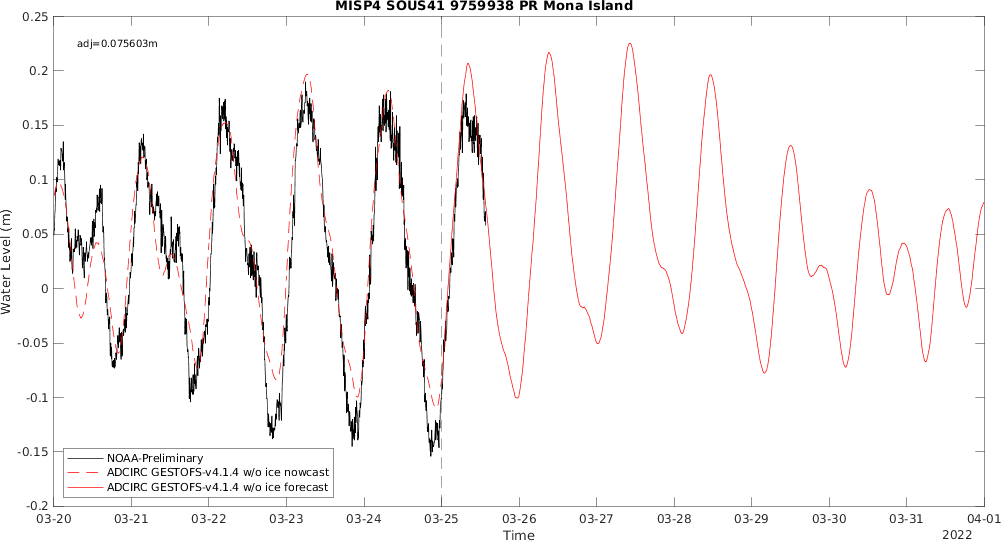 MISP4 SOUS41 9759938 PR Mona Island
adj=0.075603m
0.25
0.2
0.15
0.1
0.05
0
-0.05
-0.1
-0.15
-0.2
Water Level (m)
NOAA-Preliminary
ADCIRC GESTOFS-v4.1.4 w/o ice nowcast
ADCIRC GESTOFS-v4.1.4 w/o ice forecast
03-20 03-21 03-22 03-23 03-24 03-25 03-26 03-27 03-28 03-29 03-30 03-31 04-01
Time
2022